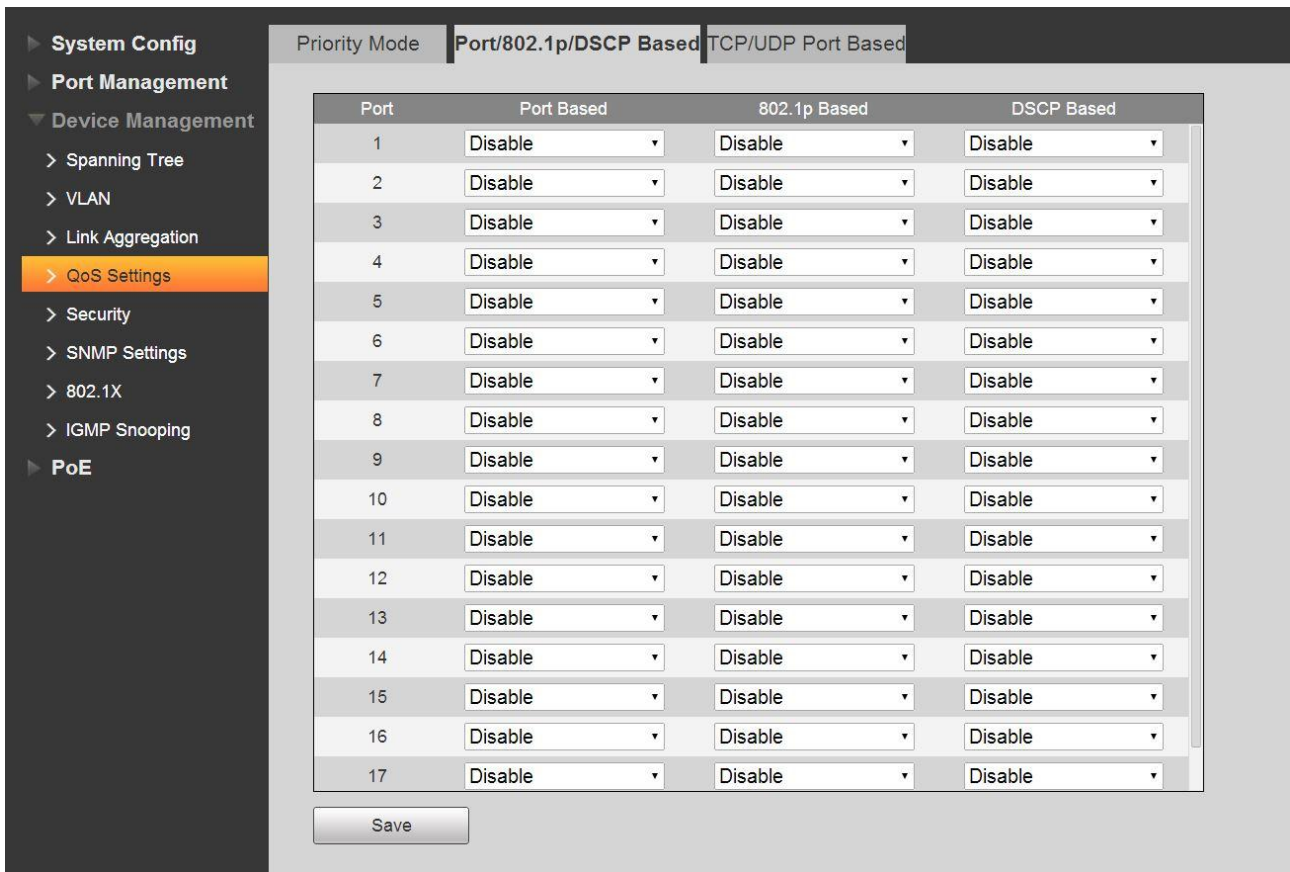 System Config
Port Management
Device Management
> Spanning Tree
> VLAN
> Link Aggregation
> QoS Settings
> Security
> SNMP Settings
> 802.1X
> IGMP Snooping
PoE
Priority Mode Port/802.1p/DSCP Based TCP/UDP Port Based
Port Port Based 802.1p Based DSCP Based
1 Disable Disable Disable
2 Disable Disable Disable
3 Disable Disable Disable
4 Disable Disable Disable
5 Disable Disable Disable
6 Disable Disable Disable
7 Disable Disable Disable
8 Disable Disable Disable
9 Disable Disable Disable
10 Disable Disable Disable
11 Disable Disable Disable
12 Disable Disable Disable
13 Disable Disable Disable
14 Disable Disable Disable
15 Disable Disable Disable
16 Disable Disable Disable
17 Disable Disable Disable
Save